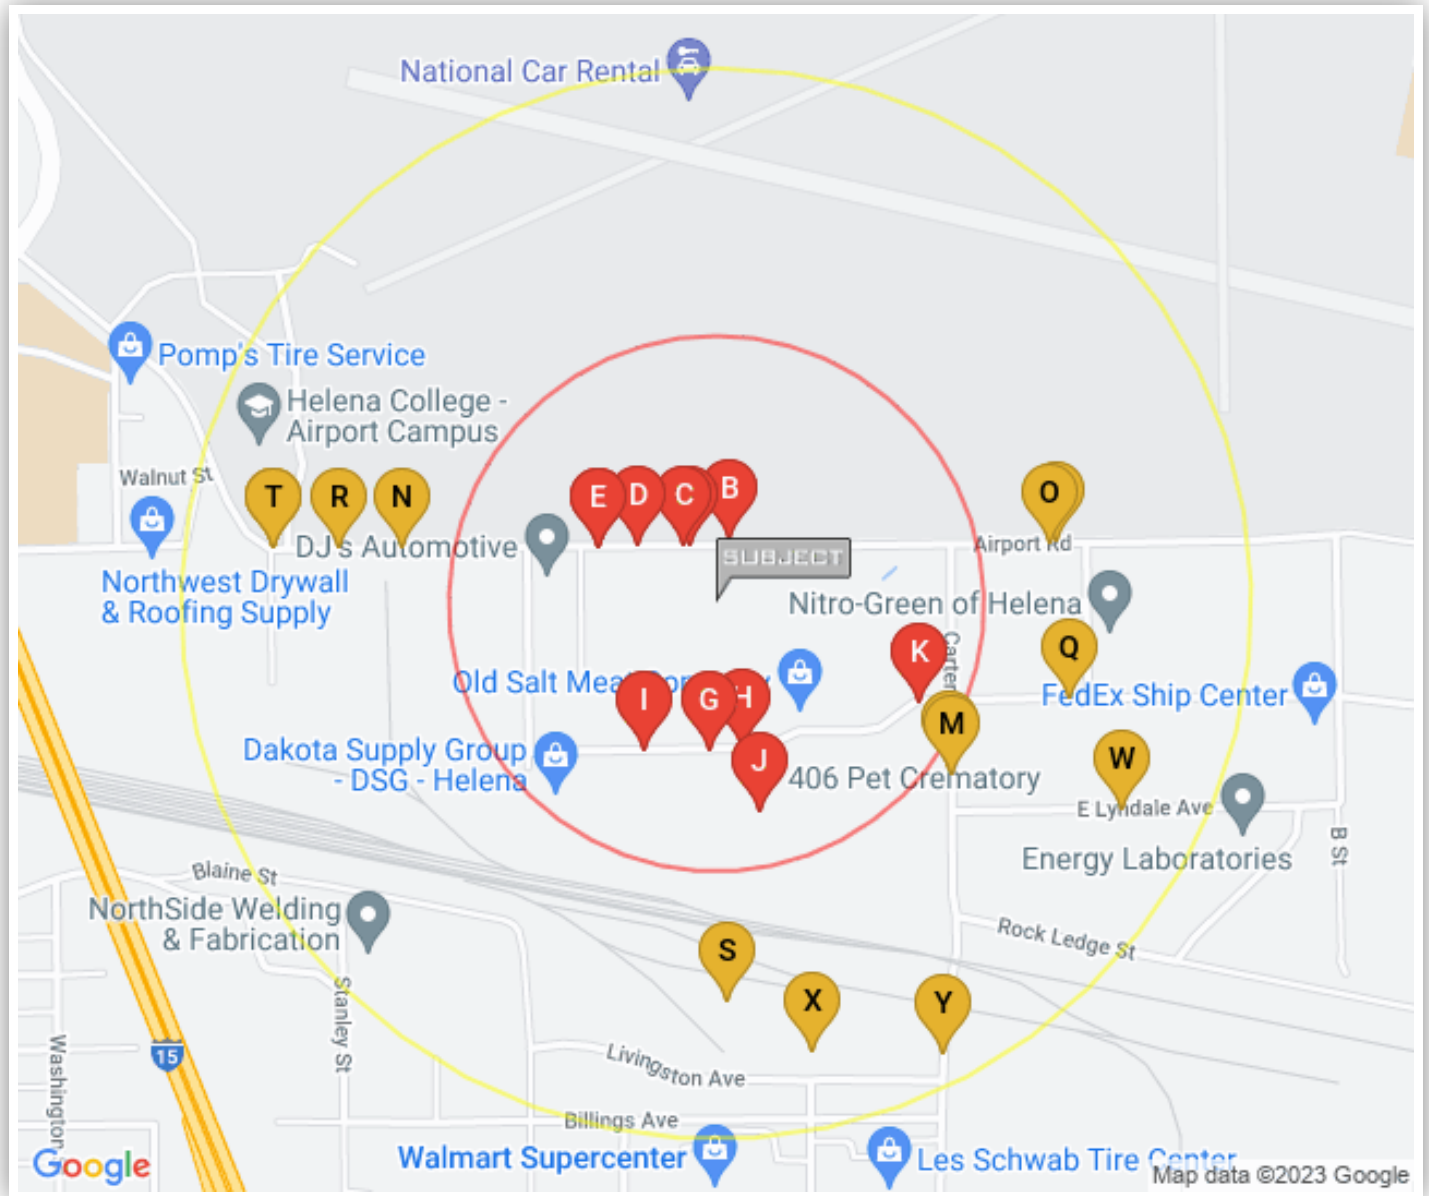 National Car Rental
Pomp's Tire Service
Helena College -
Airport Campus
Walnut St
T
R
N
E
D
C
B
O
DJ's Automotive
SUBJECT
Airport Rd
Northwest Drywall
& Roofing Supply
Nitro-Green of Helena
K
Carter
Q
Old Salt Meat
FedEx Ship Center
I
G
H
M
Dakota Supply Group
- DSG - Helena
J
406 Pet Crematory
W
E Lyndale Ave
B St
Energy Laboratories
Blaine St
NorthSide Welding
& Fabrication
Rock Ledge St
S
X
Y
Stanley St
Washington
15
Livingston Ave
Billings Ave
Walmart Supercenter
Les Schwab Tire Center
Google
Map data ©2023 Google